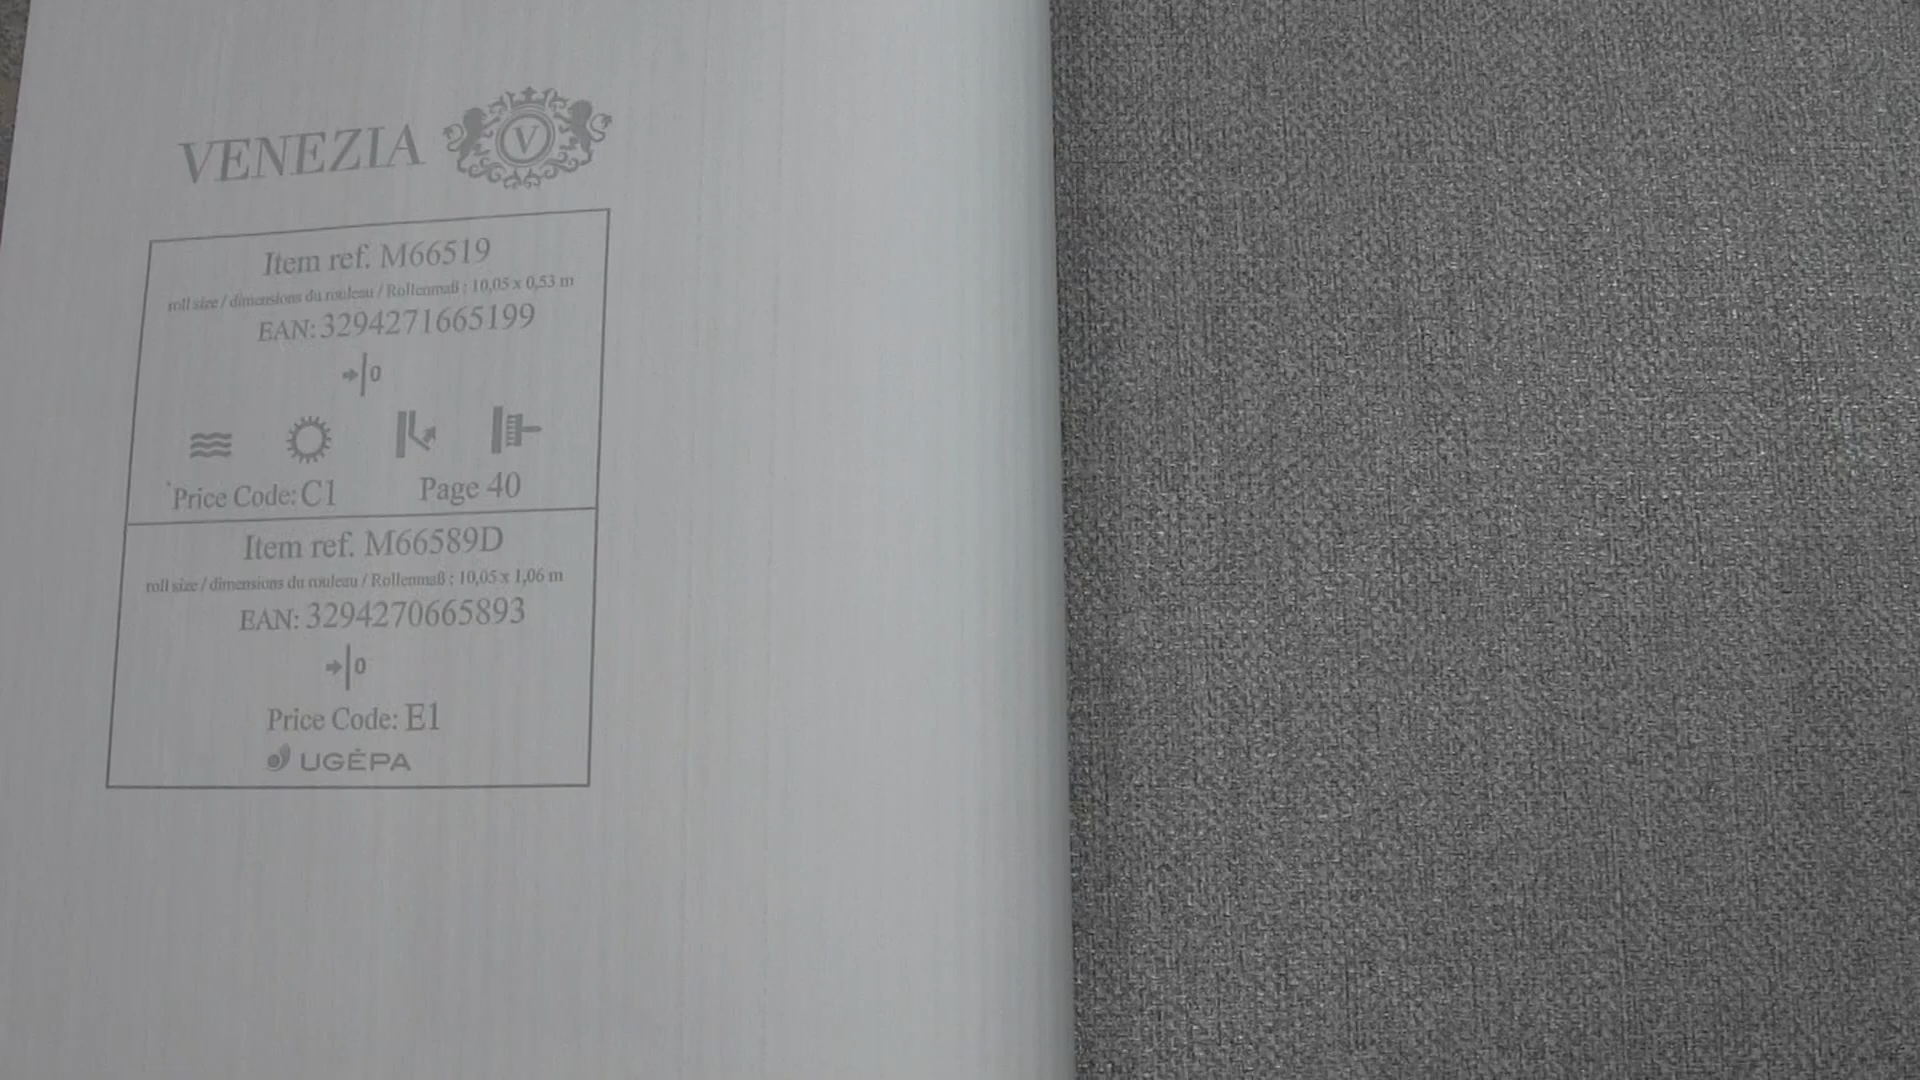 VENEZIA V
Item ref. M66519
roll size / dimensions du rouleau / Rollenmaß : 10,05 x 0,53 m
EAN: 3294271665199
0
Price Code: C1 Page 40
Item ref. M66589D
roll size / dimensions du rouleau / Rollenmaß : 10,05 x 1,06 m
EAN: 3294270665893
0
Price Code: E1
UGÉPA